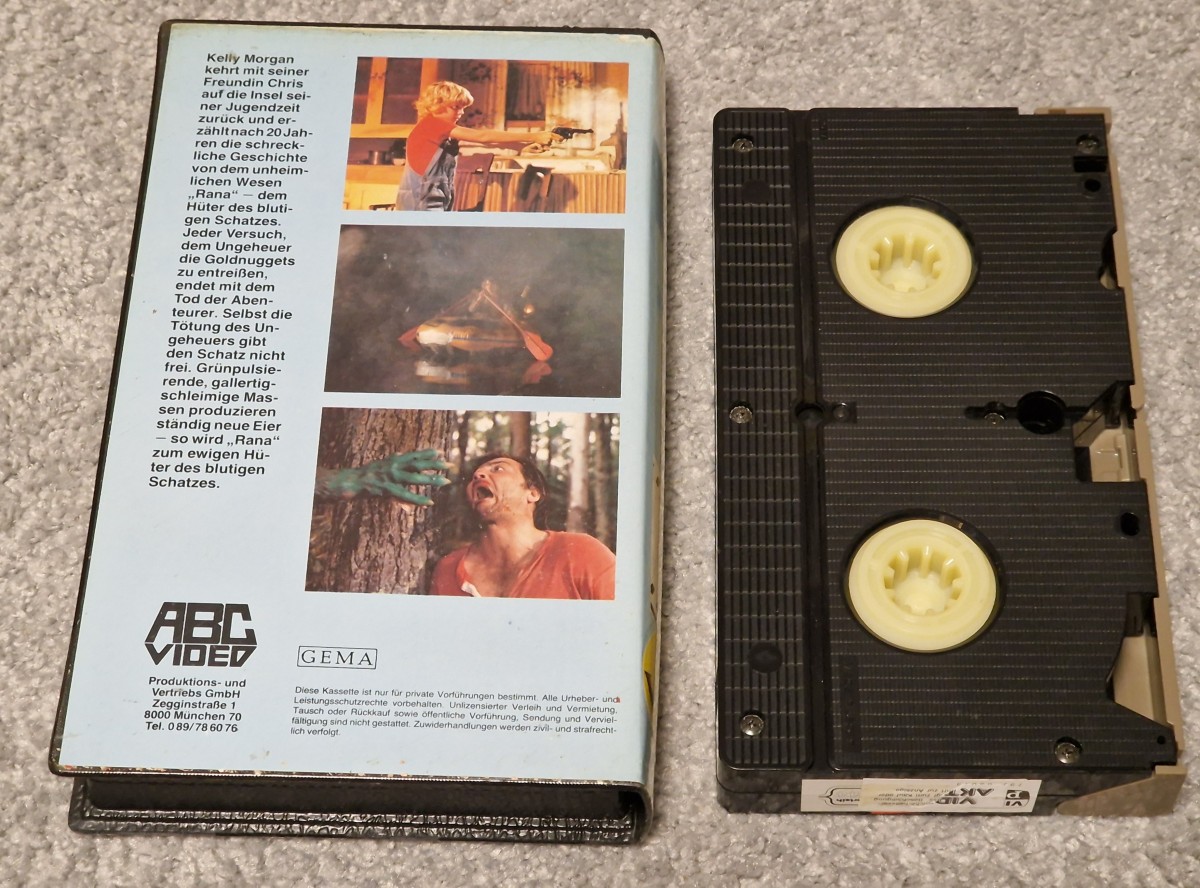 Kelly Morgan
kehrt mit seiner
Freundin Chris
auf die Insel sei-
ner Jugendzeit
zurück und er-
zählt nach 20 Jah-
ren die schreck-
liche Geschichte
von dem unheim-
lichen Wesen
„Rana“ — dem
Hüter des bluti-
gen Schatzes.
Jeder Versuch,
dem Ungeheuer
die Goldnuggets
zu entreißen,
endet mit dem
Tod der Aben-
teurer. Selbst die
Tötung des Un-
geheuers gibt
den Schatz nicht
frei. Grünpulsie-
rende, gallertig-
schleimige Mas-
sen produzieren
ständig neue Eier
— so wird „Rana“
zum ewigen Hü-
ter des blutigen
Schatzes.
ABC
VIDEO
Produktions- und
Vertriebs GmbH
Zegginstraße 1
8000 München 70
Tel. 089/786076
GEMA
Diese Kassette ist nur für private Vorführungen bestimmt. Alle Urheber- und
Leistungsschutzrechte vorbehalten. Unlizensierter Verleih und Vermietung,
Tausch oder Rückkauf sowie öffentliche Vorführung, Sendung und Verviel-
fältigung sind nicht gestattet. Zuwiderhandlungen werden zivil- und strafrecht-
lich verfolgt.
VID
AKT